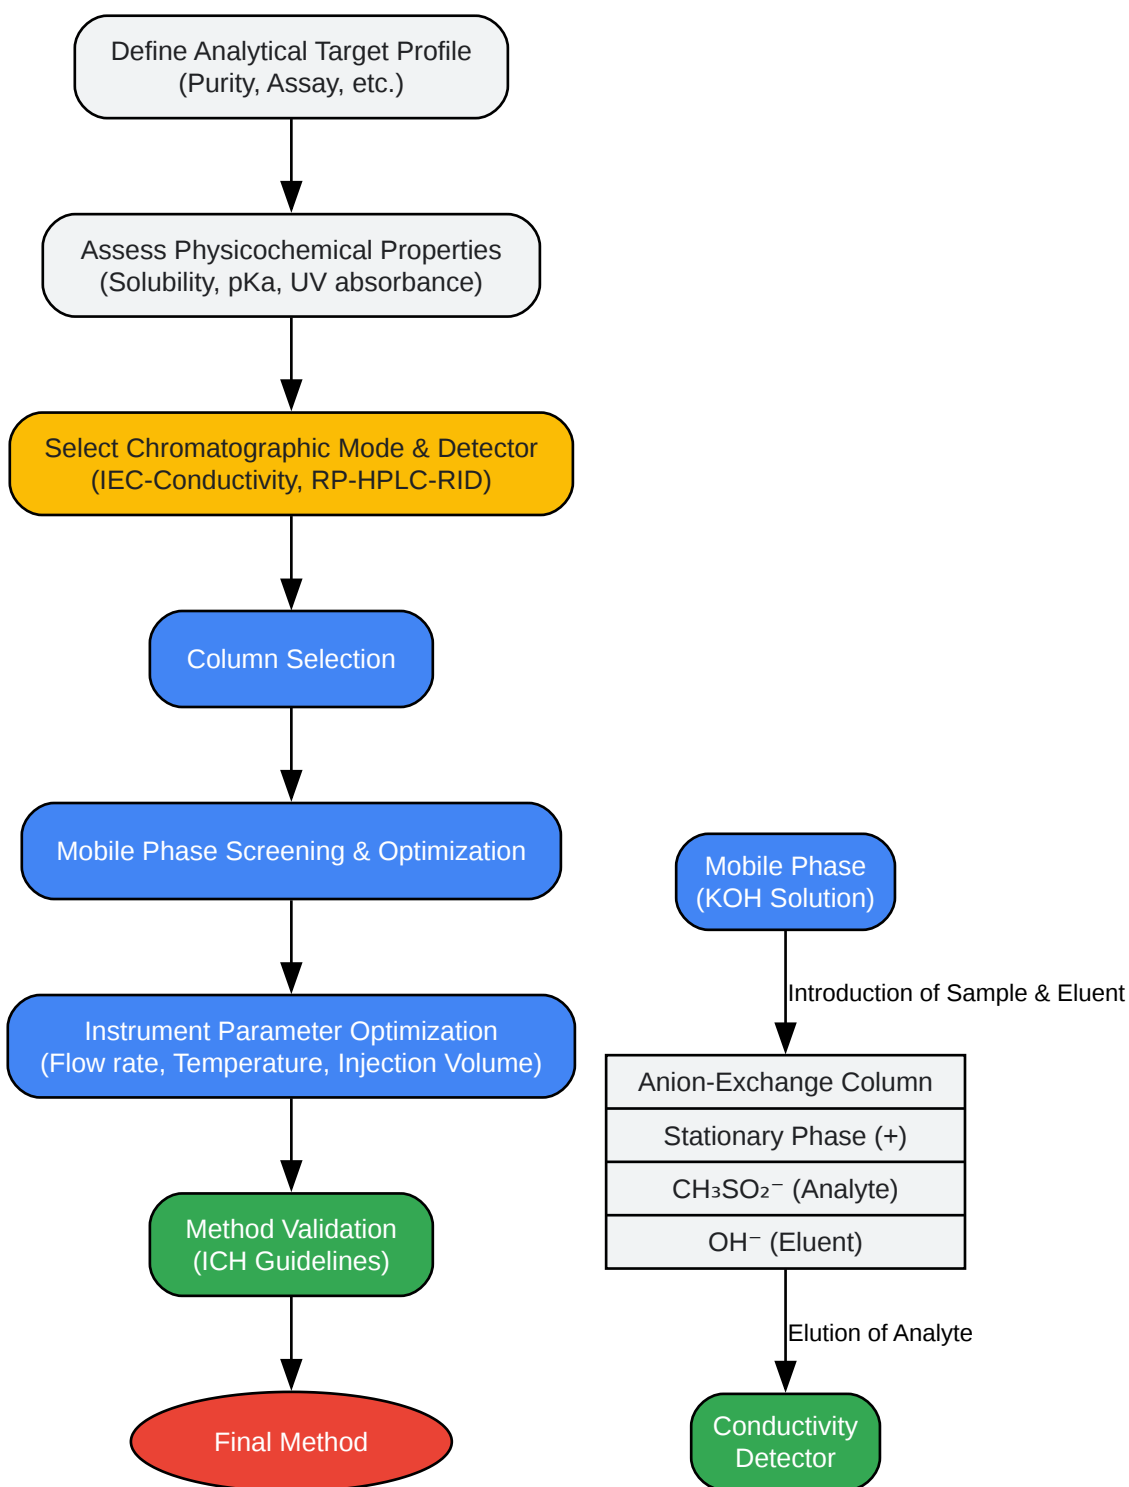 Define Analytical Target Profile
(Purity, Assay, etc.)
Assess Physicochemical Properties
(Solubility, pKa, UV absorbance)
Select Chromatographic Mode & Detector
(IEC-Conductivity, RP-HPLC-RID)
Column Selection
Mobile Phase Screening & Optimization
Instrument Parameter Optimization
(Flow rate, Temperature, Injection Volume)
Method Validation
(ICH Guidelines)
Final Method
Mobile Phase
(KOH Solution)
Introduction of Sample & Eluent
Anion-Exchange Column
Stationary Phase (+)
CH₃SO₂⁻ (Analyte)
OH⁻ (Eluent)
Elution of Analyte
Conductivity
Detector